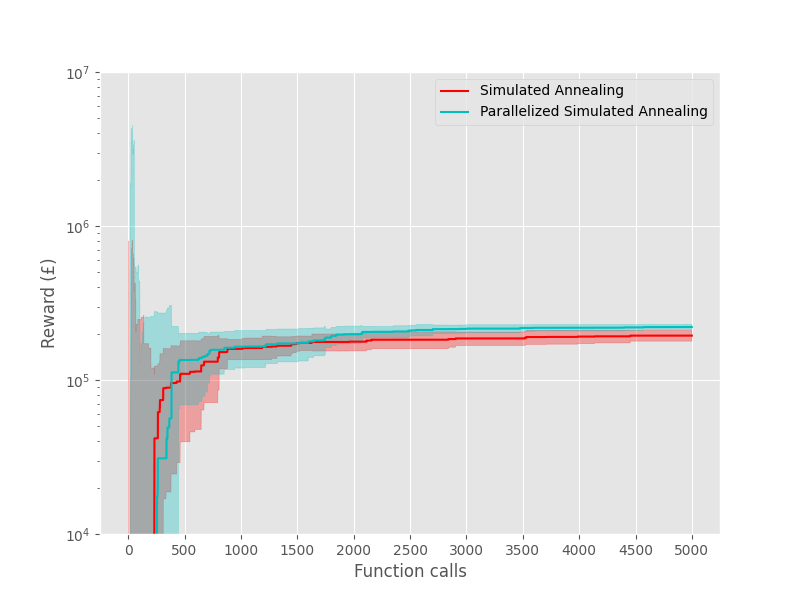 Simulated Annealing
Parallelized Simulated Annealing
10^7
10^6
10^5
10^4
Reward (£)
0 500 1000 1500 2000 2500 3000 3500 4000 4500 5000
Function calls